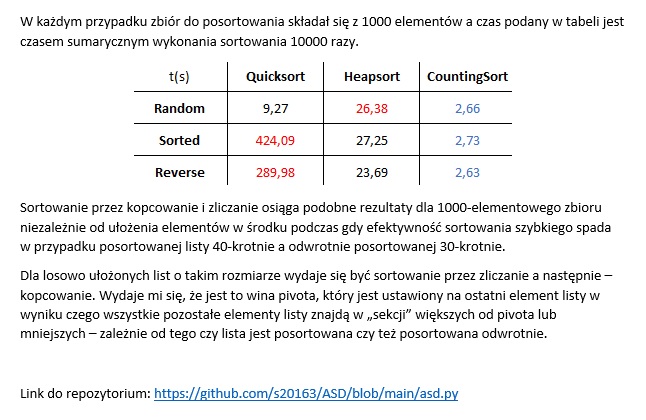 W każdym przypadku zbiór do posortowania składał się z 1000 elementów a czas podany w tabeli jest
czasem sumarycznym wykonania sortowania 10000 razy.
t(s) Quicksort Heapsort CountingSort
Random 9,27 26,38 2,66
Sorted 424,09 27,25 2,73
Reverse 289,98 23,69 2,63
Sortowanie przez kopcowanie i zliczanie osiąga podobne rezultaty dla 1000-elementowego zbioru
niezależnie od ułożenia elementów w środku podczas gdy efektywność sortowania szybkiego spada
w przypadku posortowanej listy 40-krotnie a odwrotnie posortowanej 30-krotnie.
Dla losowo ułożonych list o takim rozmiarze wydaje się być sortowanie przez zliczanie a następnie –
kopcowanie. Wydaje mi się, że jest to wina pivota, który jest ustawiony na ostatni element listy w
wyniku czego wszystkie pozostałe elementy listy znajdą w „sekcji” większych od pivota lub
mniejszych – zależnie od tego czy lista jest posortowana czy też posortowana odwrotnie.
Link do repozytorium: https://github.com/s20163/ASD/blob/main/asd.py